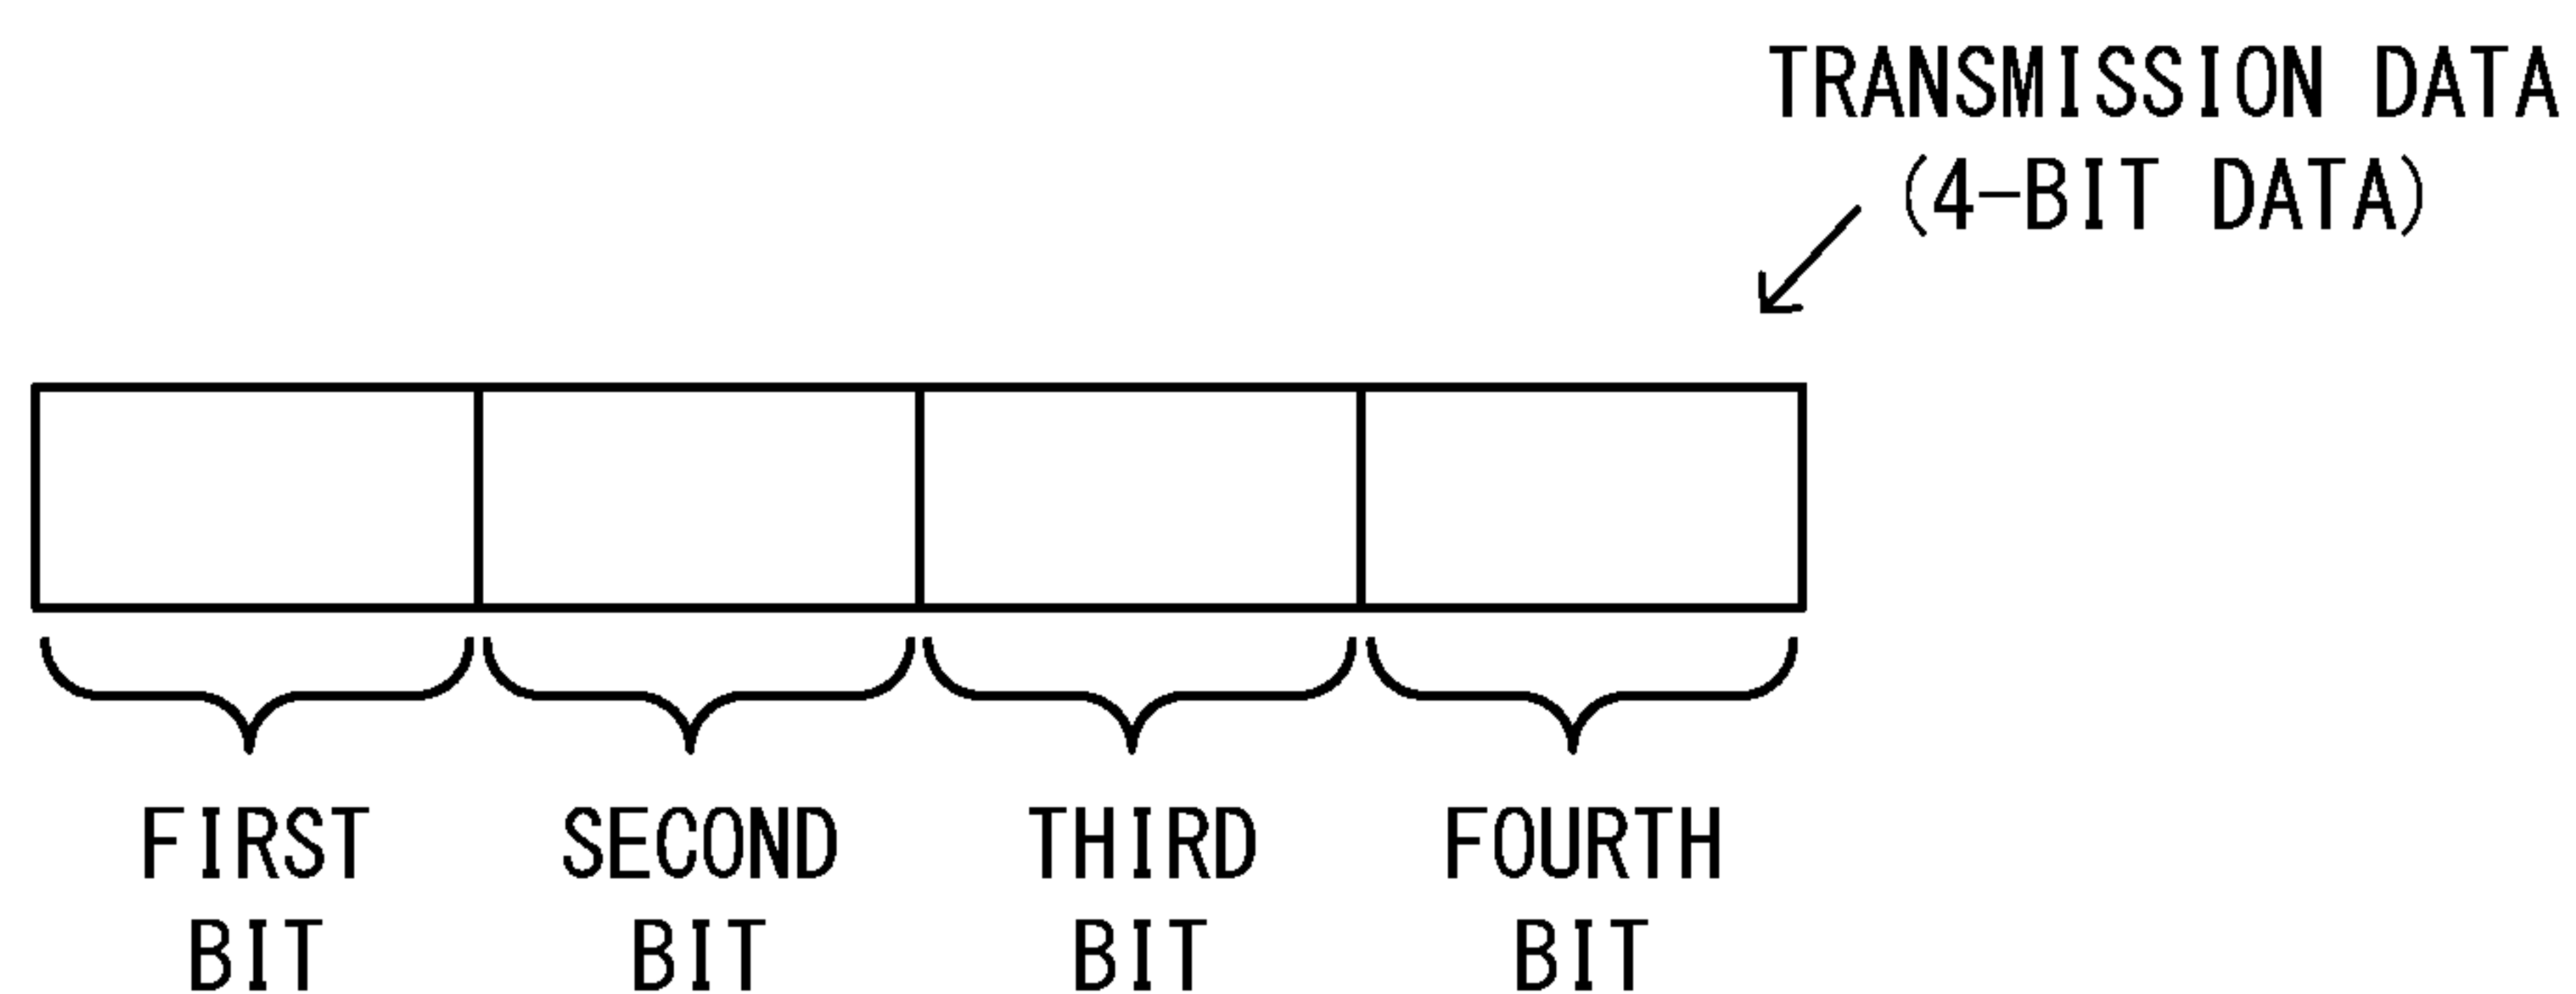 TRANSMISSION DATA
(4-BIT DATA)
FIRST BIT
SECOND BIT
THIRD BIT
FOURTH BIT